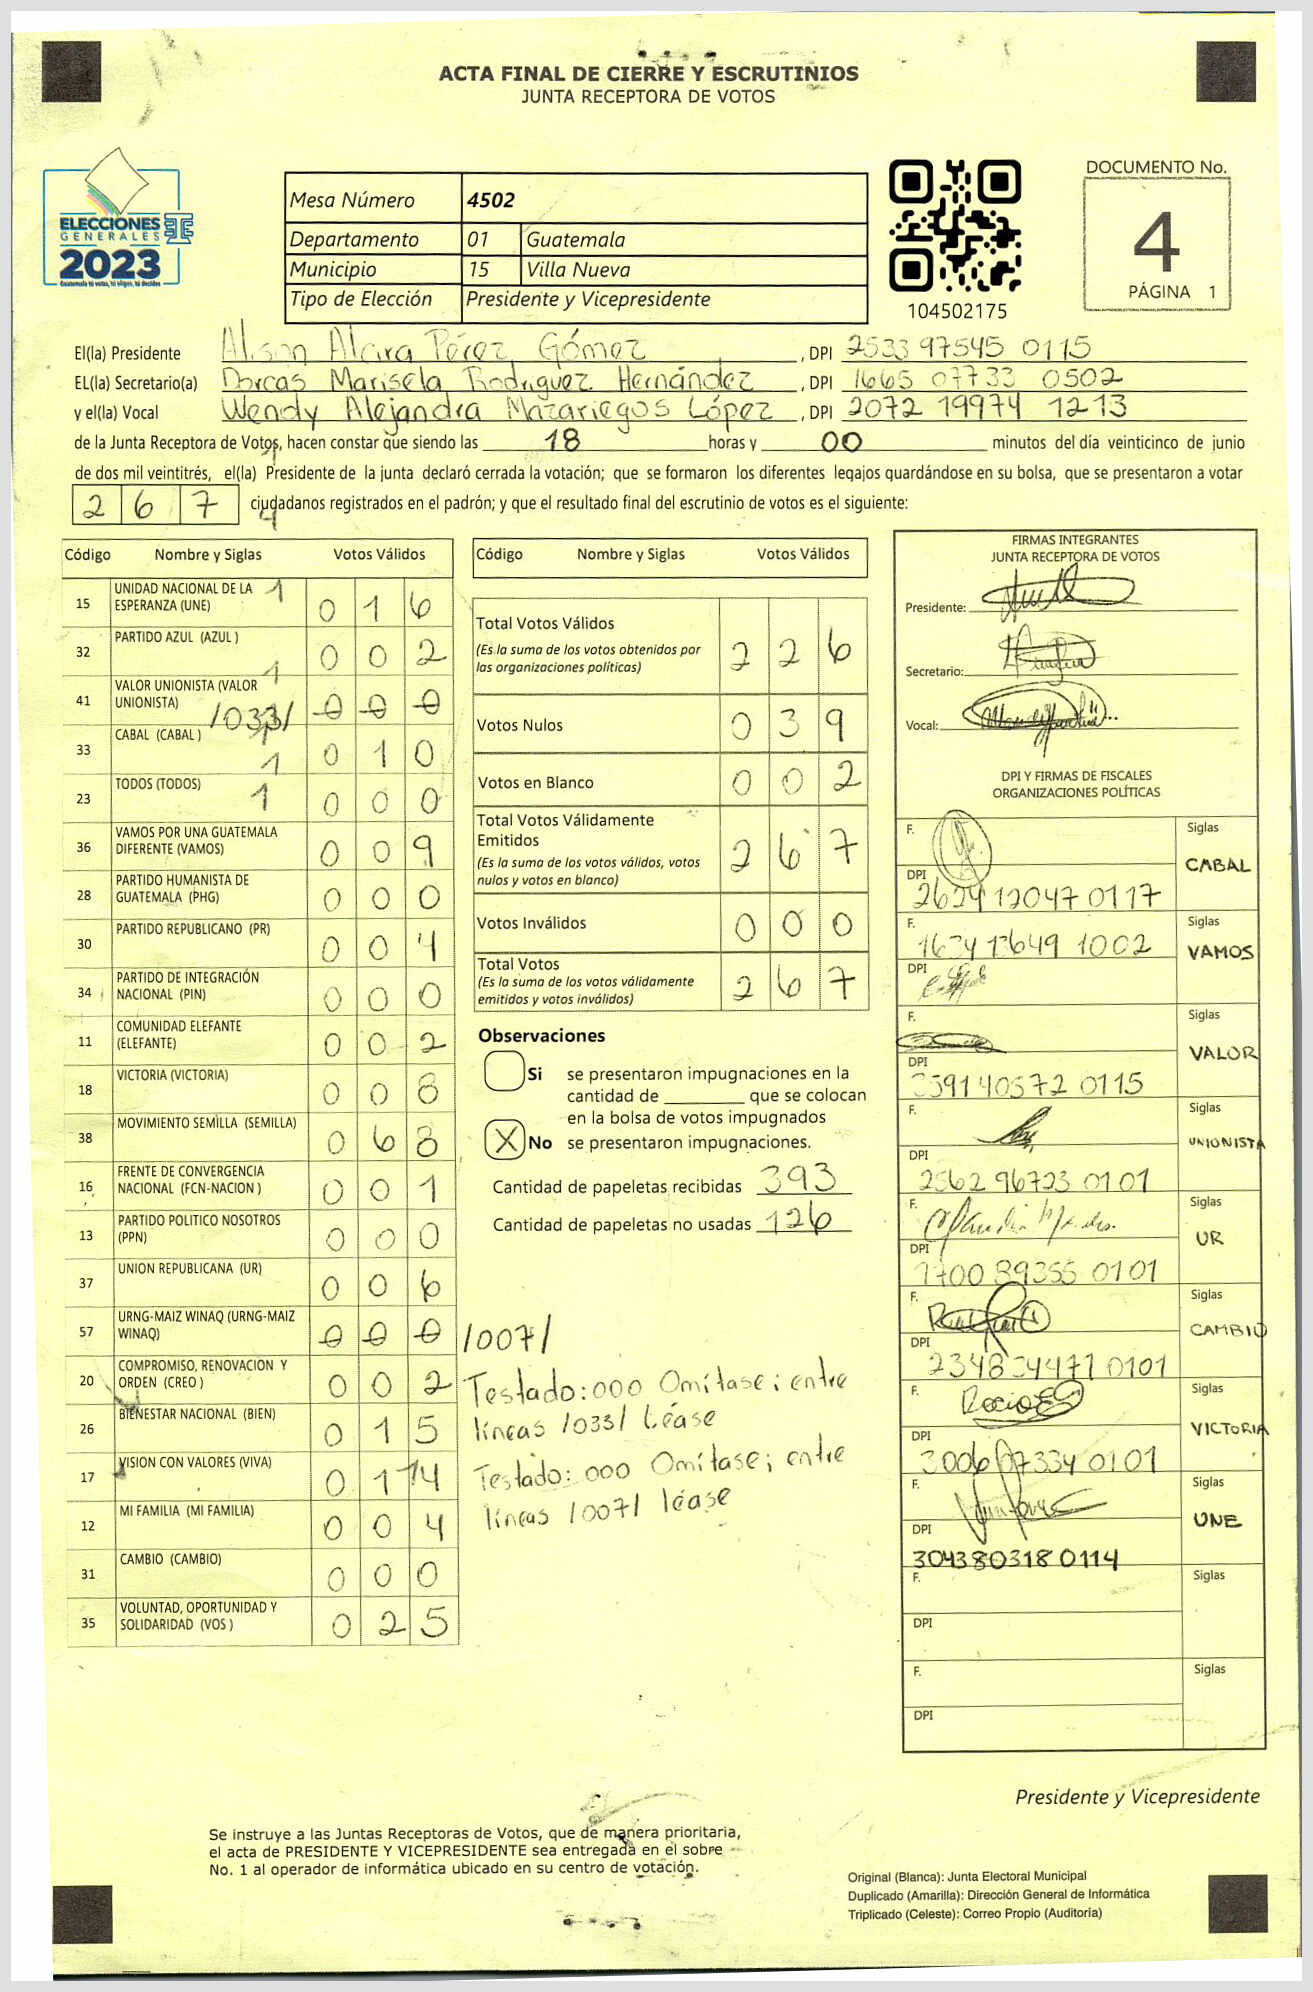 ACTA FINAL DE CIERRE Y ESCRUTINIOS
JUNTA RECEPTORA DE VOTOS
ELECCIONES
GENERALES
2023
Guatemala tú votas, tú eliges, tú decides
Mesa Número 4502
Departamento 01 Guatemala
Municipio 15 Villa Nueva
Tipo de Elección Presidente y Vicepresidente
104502175
DOCUMENTO No.
4
PÁGINA 1
El(la) Presidente Alison Alcira Pérez Gómez, DPI 2533 97545 0115
EL(la) Secretario(a) Dorcas Marisela Rodriguez Hernández, DPI 1665 07733 0502
y el(la) Vocal Wendy Alejandra Mazariegos López, DPI 2072 19974 1213
de la Junta Receptora de Votos, hacen constar que siendo las 18 horas y 00 minutos del día veinticinco de junio
de dos mil veintitrés, el(la) Presidente de la junta declaró cerrada la votación; que se formaron los diferentes legajos quardándose en su bolsa, que se presentaron a votar
2 6 7 ciudadanos registrados en el padrón; y que el resultado final del escrutinio de votos es el siguiente:
Código Nombre y Siglas Votos Válidos
15 UNIDAD NACIONAL DE LA ESPERANZA (UNE) 1 0 1 6
32 PARTIDO AZUL (AZUL ) 0 0 2
1
41 VALOR UNIONISTA (VALOR UNIONISTA) /033/ 0 0 0
33 CABAL (CABAL ) 1 0 1 0
23 TODOS (TODOS) 1 0 0 0
36 VAMOS POR UNA GUATEMALA DIFERENTE (VAMOS) 0 0 9
28 PARTIDO HUMANISTA DE GUATEMALA (PHG) 0 0 0
30 PARTIDO REPUBLICANO (PR) 0 0 4
34 PARTIDO DE INTEGRACIÓN NACIONAL (PIN) 0 0 0
11 COMUNIDAD ELEFANTE (ELEFANTE) 0 0 2
18 VICTORIA (VICTORIA) 0 0 8
38 MOVIMIENTO SEMILLA (SEMILLA) 0 6 8
16 FRENTE DE CONVERGENCIA NACIONAL (FCN-NACION ) 0 0 1
13 PARTIDO POLITICO NOSOTROS (PPN) 0 0 0
37 UNION REPUBLICANA (UR) 0 0 6
57 URNG-MAIZ WINAQ (URNG-MAIZ WINAQ) 0 0 0 /007/
20 COMPROMISO, RENOVACION Y ORDEN (CREO ) 0 0 2
26 BIENESTAR NACIONAL (BIEN) 0 1 5
17 VISION CON VALORES (VIVA) 0 1 4
12 MI FAMILIA (MI FAMILIA) 0 0 4
31 CAMBIO (CAMBIO) 0 0 0
35 VOLUNTAD, OPORTUNIDAD Y SOLIDARIDAD (VOS ) 0 2 5
Código Nombre y Siglas Votos Válidos
Total Votos Válidos 2 2 6
(Es la suma de los votos obtenidos por
las organizaciones políticas)
Votos Nulos 0 3 9
Votos en Blanco 0 0 2
Total Votos Válidamente
Emitidos 2 6 7
(Es la suma de los votos válidos, votos
nulos y votos en blanco)
Votos Inválidos 0 0 0
Total Votos 2 6 7
(Es la suma de los votos válidamente
emitidos y votos inválidos)
Observaciones
Si se presentaron impugnaciones en la
cantidad de ________ que se colocan
en la bolsa de votos impugnados
X No se presentaron impugnaciones.
Cantidad de papeletas recibidas 393
Cantidad de papeletas no usadas 126
Testado: 000 Omítase; entre
líneas /033/ Léase
Testado: 000 Omítase; entre
líneas /007/ léase
FIRMAS INTEGRANTES
JUNTA RECEPTORA DE VOTOS
Presidente:
Secretario:
Vocal:
DPI Y FIRMAS DE FISCALES
ORGANIZACIONES POLÍTICAS
F. Siglas
CABAL
DPI 2624 12047 0117
F. Siglas
1634 13649 1002 VAMOS
DPI
F. Siglas
VALOR
DPI 40572 0115
F. Siglas
UNIONISTA
DPI 2562 96723 0101
F. Siglas
UR
DPI 1700 89355 0101
F. Siglas
CAMBIO
DPI 2348 34471 0101
F. Rocio Siglas
VICTORIA
DPI 3006 07334 0101
F. Siglas
UNE
DPI 3043803180114
F. Siglas
DPI
F. Siglas
DPI
Presidente y Vicepresidente
Se instruye a las Juntas Receptoras de Votos, que de manera prioritaria,
el acta de PRESIDENTE Y VICEPRESIDENTE sea entregada en el sobre
No. 1 al operador de informática ubicado en su centro de votación.
Original (Blanca): Junta Electoral Municipal
Duplicado (Amarilla): Dirección General de Informática
Triplicado (Celeste): Correo Propio (Auditoría)